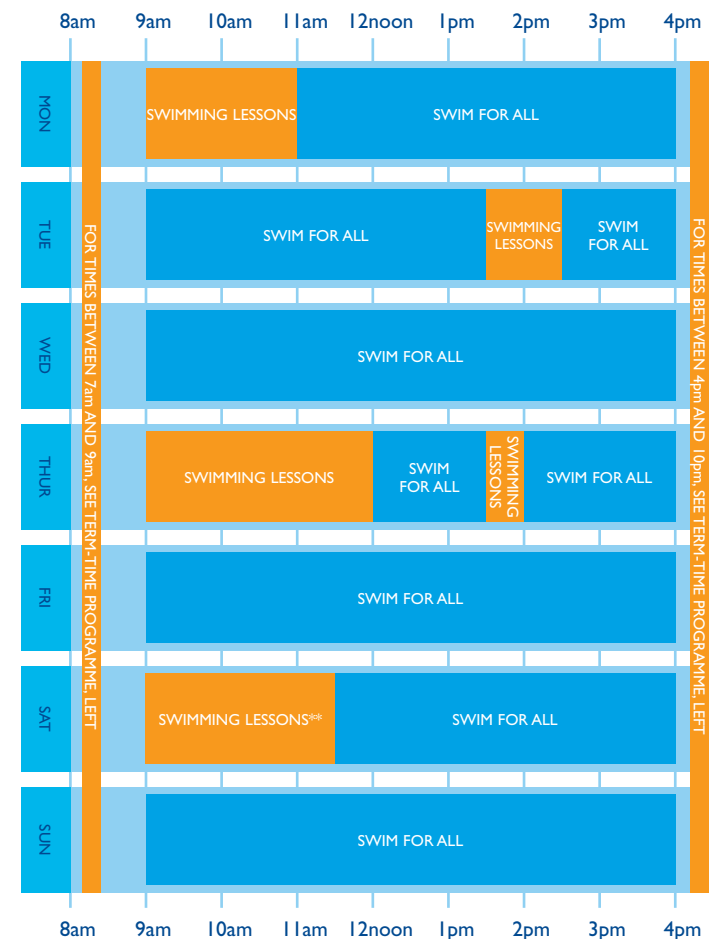 8am 9am 10am 11am 12noon 1pm 2pm 3pm 4pm
MON
SWIMMING LESSONS
SWIM FOR ALL
TUE
SWIM FOR ALL
SWIMMING
LESSONS
SWIM
FOR ALL
WED
SWIM FOR ALL
THUR
SWIMMING LESSONS
SWIM
FOR ALL
SWIMMING
LESSONS
SWIM FOR ALL
FRI
SWIM FOR ALL
SAT
SWIMMING LESSONS**
SWIM FOR ALL
SUN
SWIM FOR ALL
FOR TIMES BETWEEN 7am AND 9am, SEE TERM-TIME PROGRAMME, LEFT
FOR TIMES BETWEEN 4pm AND 10pm, SEE TERM-TIME PROGRAMME, LEFT
8am 9am 10am 11am 12noon 1pm 2pm 3pm 4pm